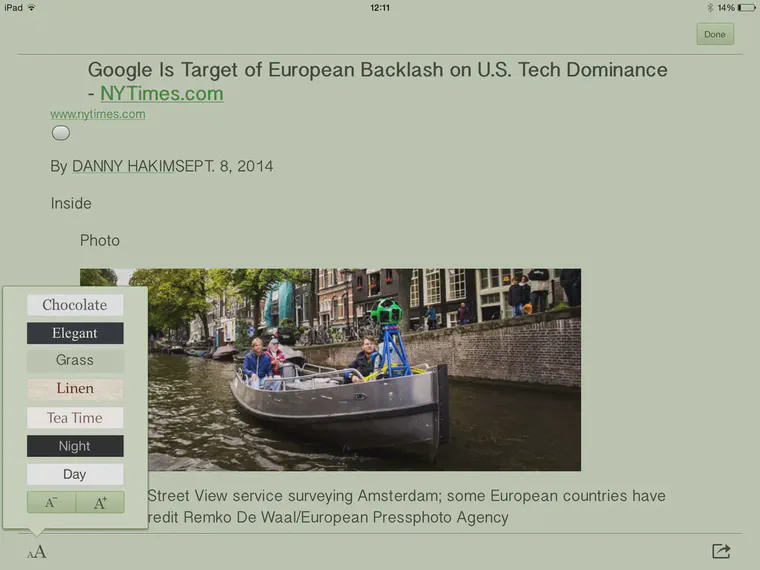 iPad
12:11
14%
Done
Google Is Target of European Backlash on U.S. Tech Dominance
- NYTimes.com
www.nytimes.com
By DANNY HAKIMSEPT. 8, 2014
Inside
Photo
Chocolate
Elegant
Grass
Linen
Tea Time
Night
Day
A- A+
Street View service surveying Amsterdam; some European countries have
redit Remko De Waal/European Pressphoto Agency
AA